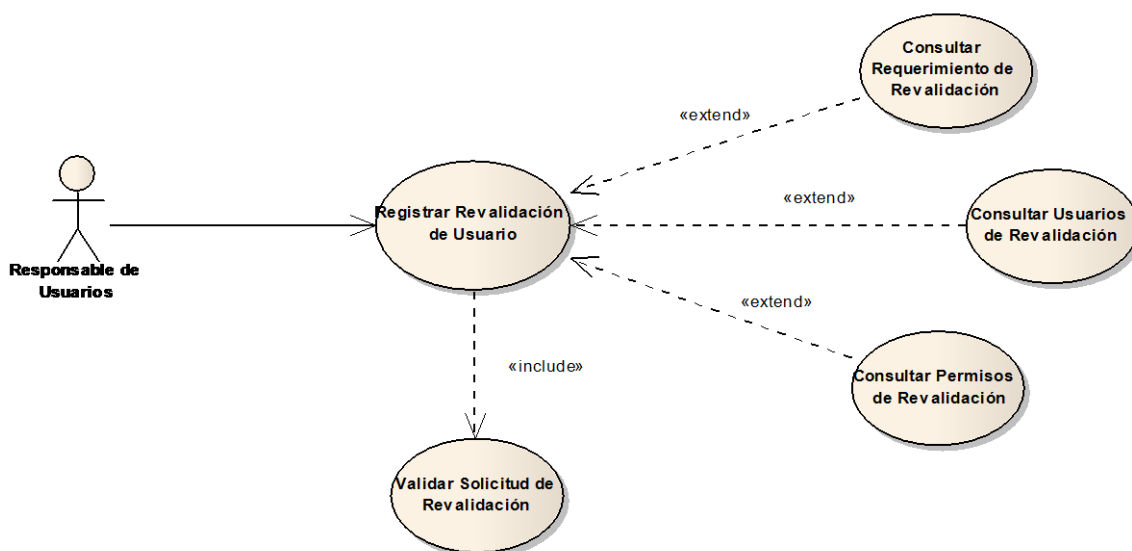 Consultar
Requerimiento de
Revalidación
«extend»
«extend»
Registrar Revalidación
de Usuario
Consultar Usuarios
de Revalidación
Responsable de
Usuarios
«extend»
«include»
Consultar Permisos
de Revalidación
Validar Solicitud de
Revalidación